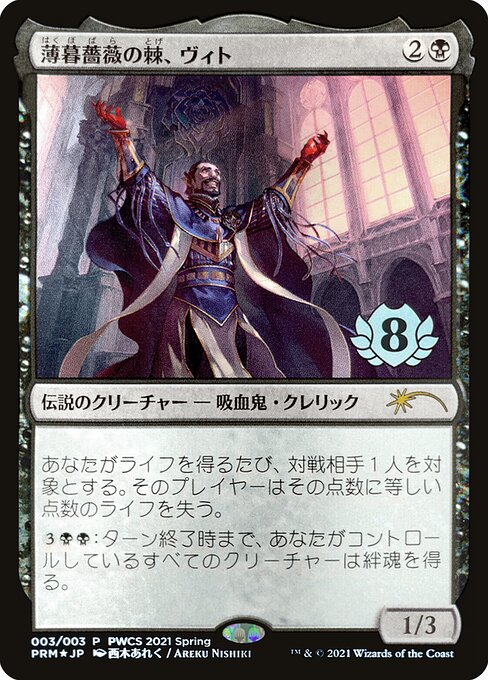 はくぼばら とげ
薄暮薔薇の棘、ヴィト 2
8
伝説のクリーチャー — 吸血鬼・クレリック
あなたがライフを得るたび、対戦相手１人を対
象とする。そのプレイヤーはその点数に等しい
点数のライフを失う。
3:ターン終了時まで、あなたがコントロー
ルしているすべてのクリーチャーは絆魂を得
る。
1/3
003/003 P PWCS 2021 Spring
PRM★JP 西木あれく / AREKU NISHIKI
™ & © 2021 Wizards of the Coast